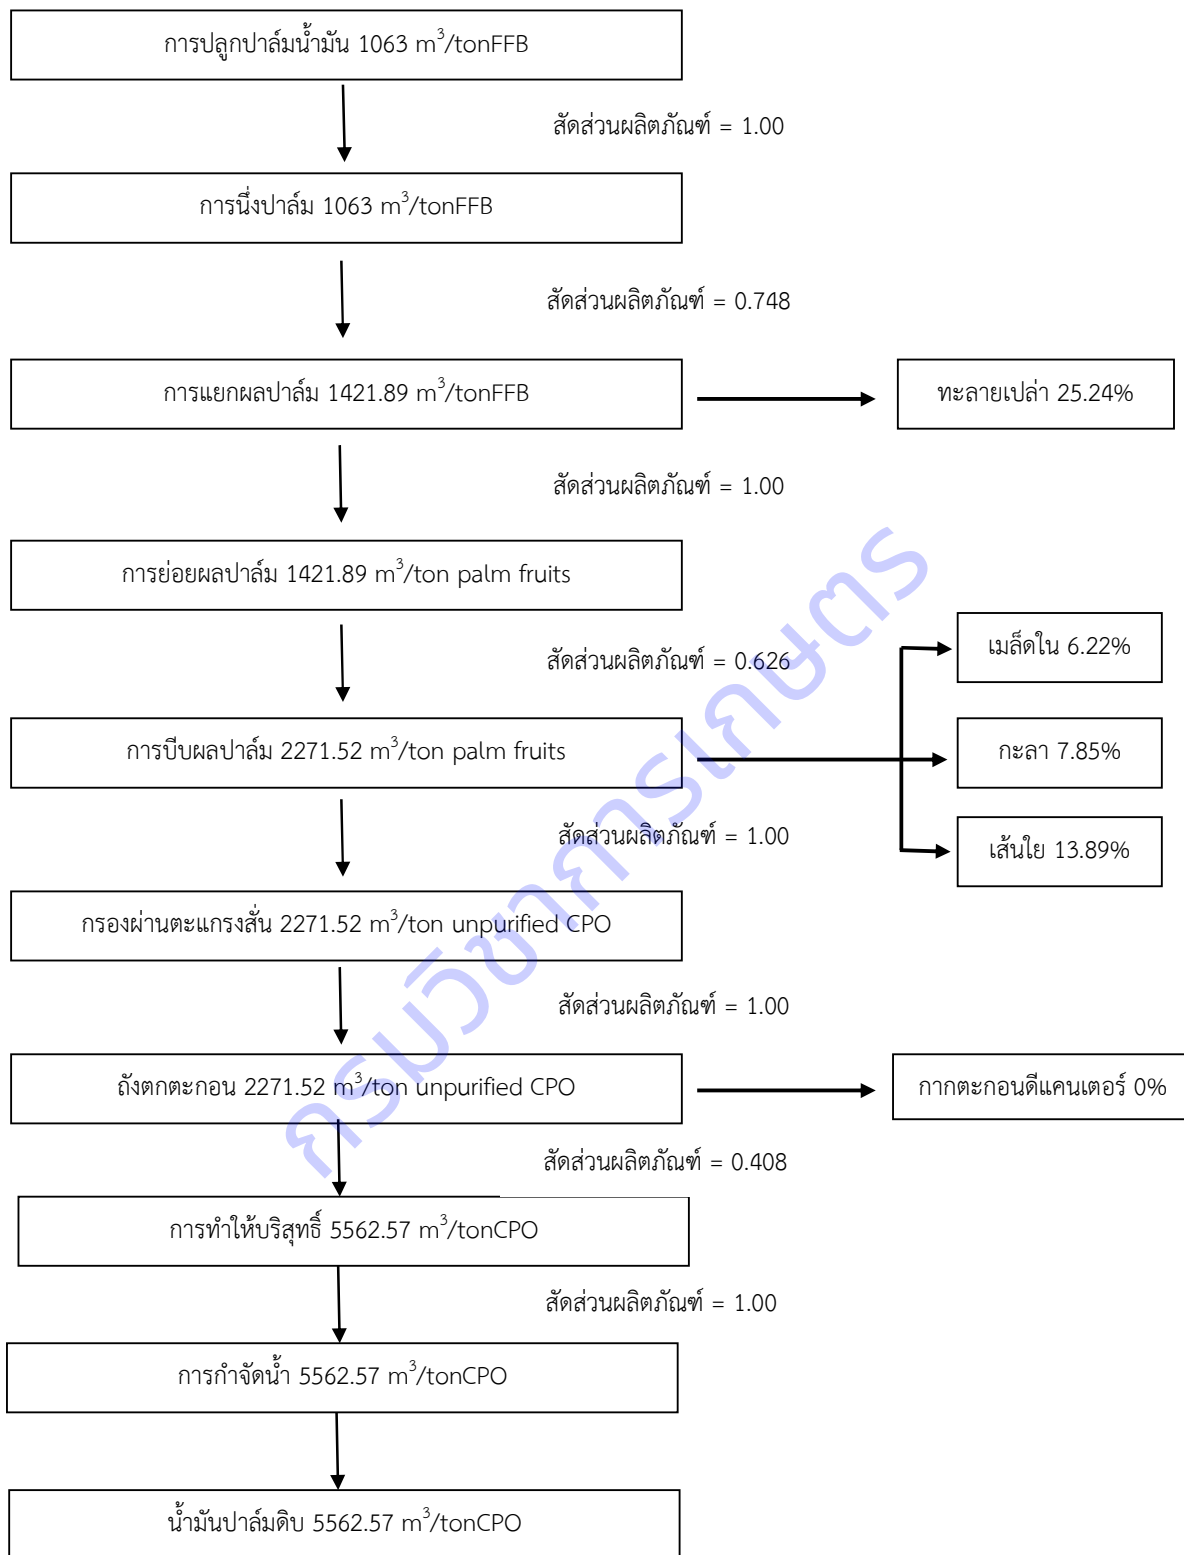 การปลูกปาล์มน้ำมัน 1063 m³/tonFFB
สัดส่วนผลิตภัณฑ์ = 1.00
การนึ่งปาล์ม 1063 m³/tonFFB
สัดส่วนผลิตภัณฑ์ = 0.748
การแยกผลปาล์ม 1421.89 m³/tonFFB
ทะลายเปล่า 25.24%
สัดส่วนผลิตภัณฑ์ = 1.00
การย่อยผลปาล์ม 1421.89 m³/ton palm fruits
สัดส่วนผลิตภัณฑ์ = 0.626
เมล็ดใน 6.22%
การบีบผลปาล์ม 2271.52 m³/ton palm fruits
กะลา 7.85%
สัดส่วนผลิตภัณฑ์ = 1.00
เส้นใย 13.89%
กรองผ่านตะแกรงสั่น 2271.52 m³/ton unpurified CPO
สัดส่วนผลิตภัณฑ์ = 1.00
ถังตกตะกอน 2271.52 m³/ton unpurified CPO
กากตะกอนดีแคนเตอร์ 0%
สัดส่วนผลิตภัณฑ์ = 0.408
การทำให้บริสุทธิ์ 5562.57 m³/tonCPO
สัดส่วนผลิตภัณฑ์ = 1.00
การกำจัดน้ำ 5562.57 m³/tonCPO
น้ำมันปาล์มดิบ 5562.57 m³/tonCPO
กรมวิชาการเกษตร